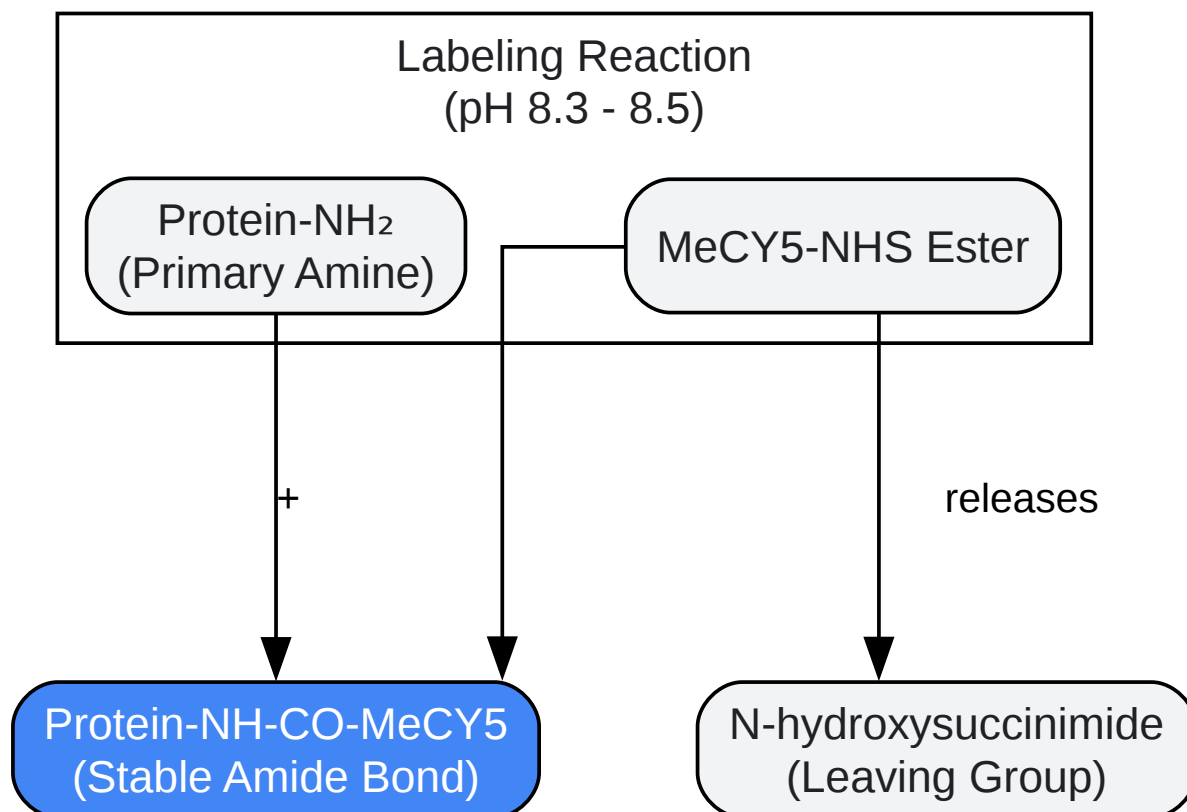 Labeling Reaction
(pH 8.3 - 8.5)
Protein-NH₂
(Primary Amine)
MeCY5-NHS Ester
+
releases
Protein-NH-CO-MeCY5
(Stable Amide Bond)
N-hydroxysuccinimide
(Leaving Group)